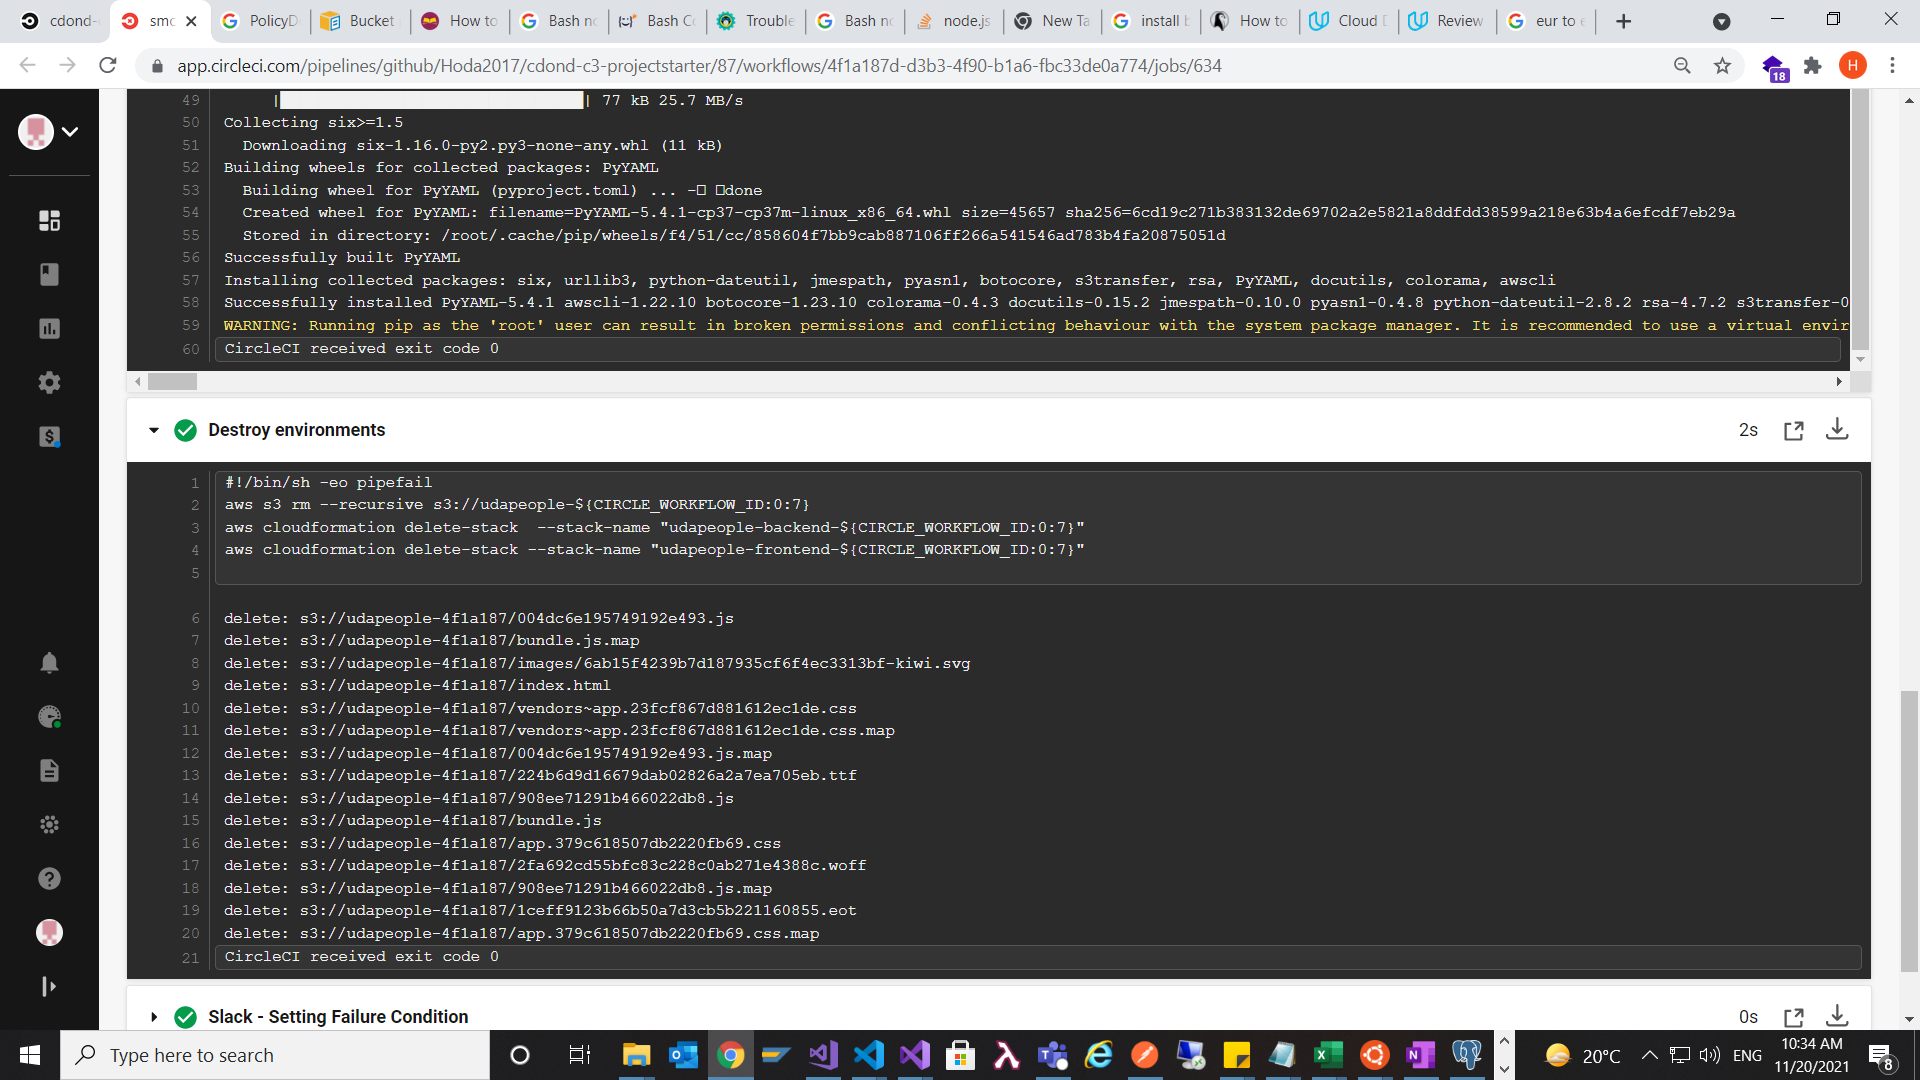 cdond-
smo
PolicyD
Bucket
How to
Bash no
Bash Co
Trouble
Bash no
node.js
New Ta
install b
How to
Cloud D
Review
eur to e
app.circleci.com/pipelines/github/Hoda2017/cdond-c3-projectstarter/87/workflows/4f1a187d-d3b3-4f90-b1a6-fbc33de0a774/jobs/634
18
H
49 | | 77 kB 25.7 MB/s
50 Collecting six>=1.5
51 Downloading six-1.16.0-py2.py3-none-any.whl (11 kB)
52 Building wheels for collected packages: PyYAML
53 Building wheel for PyYAML (pyproject.toml) ... -□ □done
54 Created wheel for PyYAML: filename=PyYAML-5.4.1-cp37-cp37m-linux_x86_64.whl size=45657 sha256=6cd19c271b383132de69702a2e5821a8ddfdd38599a218e63b4a6efcdf7eb29a
55 Stored in directory: /root/.cache/pip/wheels/f4/51/cc/858604f7bb9cab887106ff266a541546ad783b4fa20875051d
56 Successfully built PyYAML
57 Installing collected packages: six, urllib3, python-dateutil, jmespath, pyasn1, botocore, s3transfer, rsa, PyYAML, docutils, colorama, awscli
58 Successfully installed PyYAML-5.4.1 awscli-1.22.10 botocore-1.23.10 colorama-0.4.3 docutils-0.15.2 jmespath-0.10.0 pyasn1-0.4.8 python-dateutil-2.8.2 rsa-4.7.2 s3transfer-0
59 WARNING: Running pip as the 'root' user can result in broken permissions and conflicting behaviour with the system package manager. It is recommended to use a virtual envir
60 CircleCI received exit code 0
Destroy environments 2s
1 #!/bin/sh -eo pipefail
2 aws s3 rm --recursive s3://udapeople-${CIRCLE_WORKFLOW_ID:0:7}
3 aws cloudformation delete-stack  --stack-name "udapeople-backend-${CIRCLE_WORKFLOW_ID:0:7}"
4 aws cloudformation delete-stack --stack-name "udapeople-frontend-${CIRCLE_WORKFLOW_ID:0:7}"
5
6 delete: s3://udapeople-4f1a187/004dc6e195749192e493.js
7 delete: s3://udapeople-4f1a187/bundle.js.map
8 delete: s3://udapeople-4f1a187/images/6ab15f4239b7d187935cf6f4ec3313bf-kiwi.svg
9 delete: s3://udapeople-4f1a187/index.html
10 delete: s3://udapeople-4f1a187/vendors~app.23fcf867d881612ec1de.css
11 delete: s3://udapeople-4f1a187/vendors~app.23fcf867d881612ec1de.css.map
12 delete: s3://udapeople-4f1a187/004dc6e195749192e493.js.map
13 delete: s3://udapeople-4f1a187/224b6d9d16679dab02826a2a7ea705eb.ttf
14 delete: s3://udapeople-4f1a187/908ee71291b466022db8.js
15 delete: s3://udapeople-4f1a187/bundle.js
16 delete: s3://udapeople-4f1a187/app.379c618507db2220fb69.css
17 delete: s3://udapeople-4f1a187/2fa692cd55bfc83c228c0ab271e4388c.woff
18 delete: s3://udapeople-4f1a187/908ee71291b466022db8.js.map
19 delete: s3://udapeople-4f1a187/1ceff9123b66b50a7d3cb5b221160855.eot
20 delete: s3://udapeople-4f1a187/app.379c618507db2220fb69.css.map
21 CircleCI received exit code 0
Slack - Setting Failure Condition 0s
Type here to search
20°C
ENG
10:34 AM
11/20/2021
8